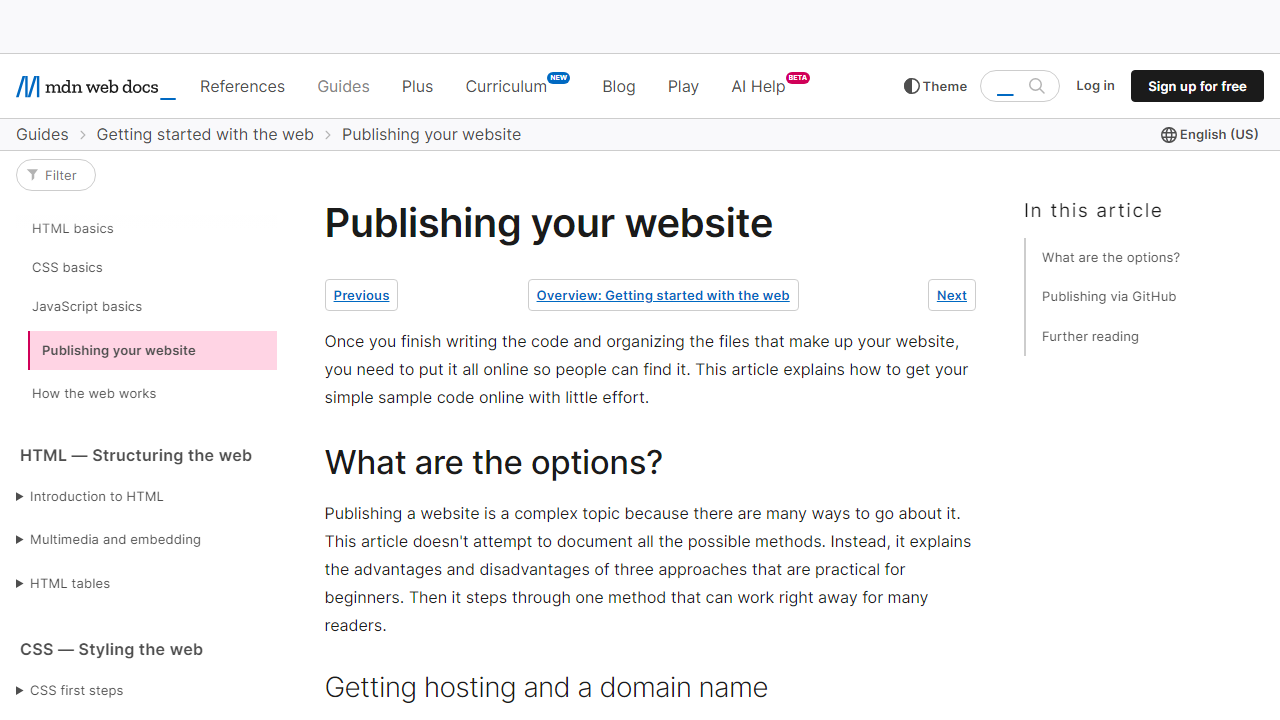 mdn web docs_
References
Guides
Plus
Curriculum NEW
Blog
Play
AI Help BETA
Theme
Log in
Sign up for free
Guides
Getting started with the web
Publishing your website
English (US)
Filter
HTML basics
CSS basics
JavaScript basics
Publishing your website
How the web works
HTML — Structuring the web
Introduction to HTML
Multimedia and embedding
HTML tables
CSS — Styling the web
CSS first steps
Publishing your website
Previous
Overview: Getting started with the web
Next
Once you finish writing the code and organizing the files that make up your website,
you need to put it all online so people can find it. This article explains how to get your
simple sample code online with little effort.
What are the options?
Publishing a website is a complex topic because there are many ways to go about it.
This article doesn't attempt to document all the possible methods. Instead, it explains
the advantages and disadvantages of three approaches that are practical for
beginners. Then it steps through one method that can work right away for many
readers.
Getting hosting and a domain name
In this article
What are the options?
Publishing via GitHub
Further reading